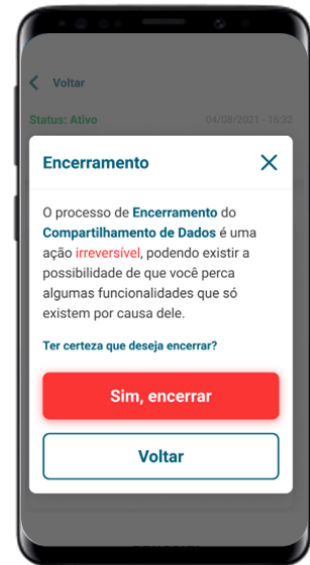 Voltar
Status: Ativo 04/08/2021 - 16:32
Encerramento
O processo de Encerramento do
Compartilhamento de Dados é uma
ação irreversível, podendo existir a
possibilidade de que você perca
algumas funcionalidades que só
existem por causa dele.
Ter certeza que deseja encerrar?
Sim, encerrar
Voltar